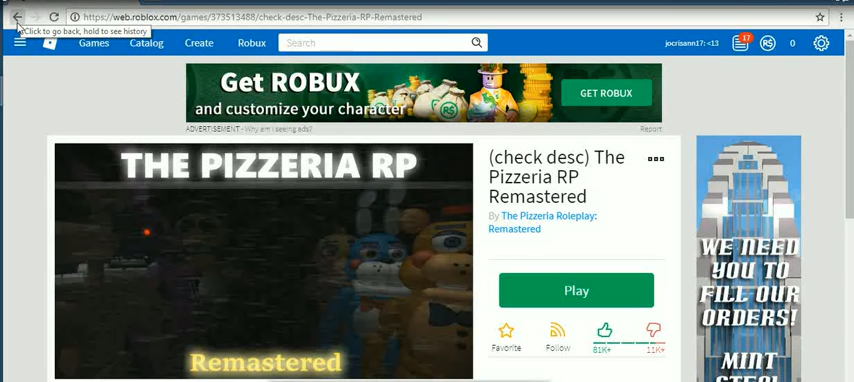 https://web.roblox.com/games/373513488/check-desc-The-Pizzeria-RP-Remastered
Click to go back, hold to see history
Games Catalog Create Robux Search jocrisann17: <13 17 R$ 0
Get ROBUX
and customize your character
GET ROBUX
ADVERTISEMENT - Why am I seeing ads? Report
THE PIZZERIA RP
Remastered
(check desc) The
Pizzeria RP
Remastered
By The Pizzeria Roleplay:
Remastered
Play
Favorite Follow 81K+ 11K+
WE NEED
YOU TO
FILL OUR
ORDERS!
MINT